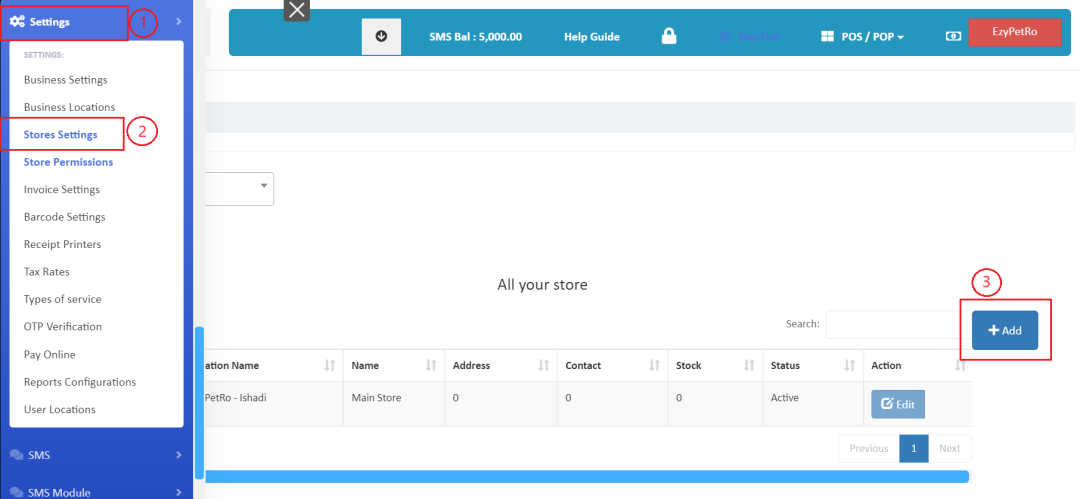 Settings
1
SETTINGS:
Business Settings
Business Locations
Stores Settings
2
Store Permissions
Invoice Settings
Barcode Settings
Receipt Printers
Tax Rates
Types of service
OTP Verification
Pay Online
Reports Configurations
User Locations
SMS
SMS Module
SMS Bal : 5,000.00
Help Guide
Day End
POS / POP
EzyPetRo
All your store
3
Search:
+ Add
ation Name
Name
Address
Contact
Stock
Status
Action
PetRo - Ishadi
Main Store
0
0
0
Active
Edit
Previous
1
Next